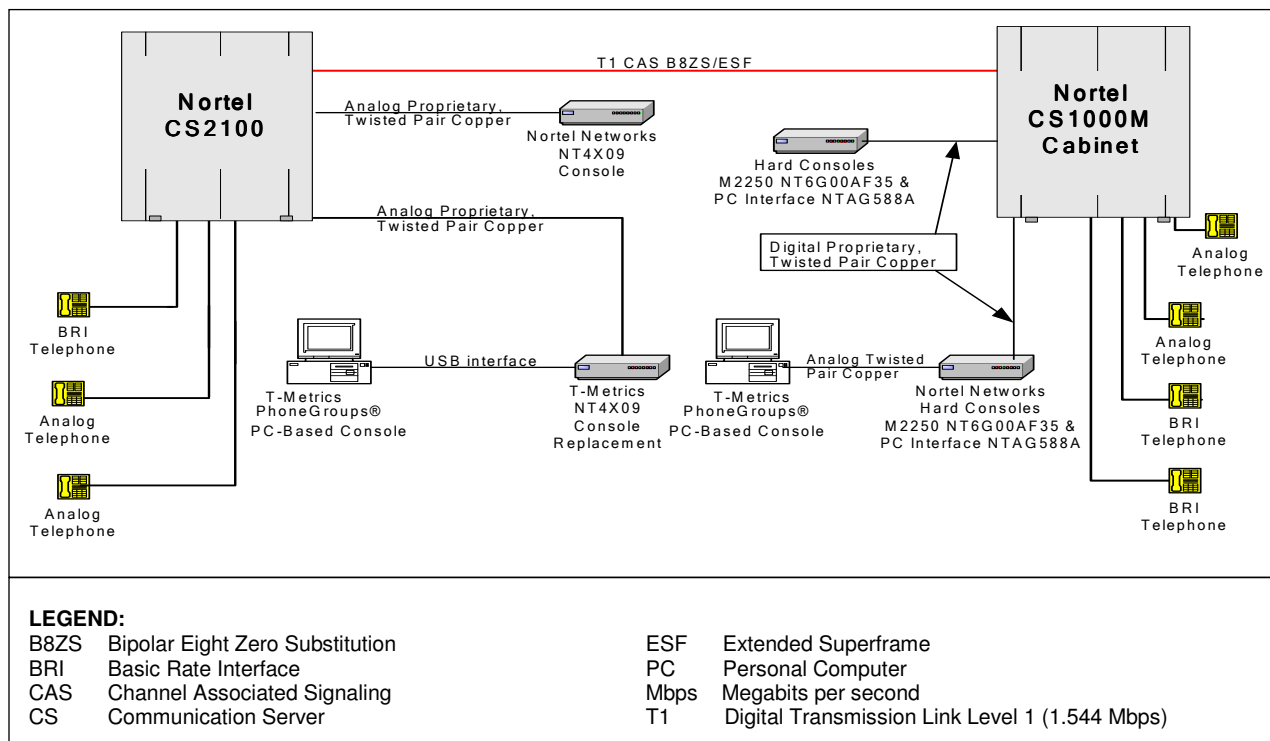 T1 CAS B8ZS/ESF
Nortel
CS2100
Analog Proprietary,
Twisted Pair Copper
Nortel Networks
NT4X09
Console
Nortel
CS1000M
Cabinet
Hard Consoles
M2250 NT6G00AF35 &
PC Interface NTAG588A
Analog Proprietary,
Twisted Pair Copper
Digital Proprietary,
Twisted Pair Copper
Analog
Telephone
BRI
Telephone
Analog
Telephone
USB interface
Analog Twisted
Pair Copper
T-Metrics
PhoneGroups®
PC-Based Console
T-Metrics
NT4X09
Console
Replacement
T-Metrics
PhoneGroups®
PC-Based Console
Nortel Networks
Hard Consoles
M2250 NT6G00AF35 &
PC Interface NTAG588A
Analog
Telephone
BRI
Telephone
Analog
Telephone
BRI
Telephone
LEGEND:
B8ZS Bipolar Eight Zero Substitution
BRI Basic Rate Interface
CAS Channel Associated Signaling
CS Communication Server
ESF Extended Superframe
PC Personal Computer
Mbps Megabits per second
T1 Digital Transmission Link Level 1 (1.544 Mbps)